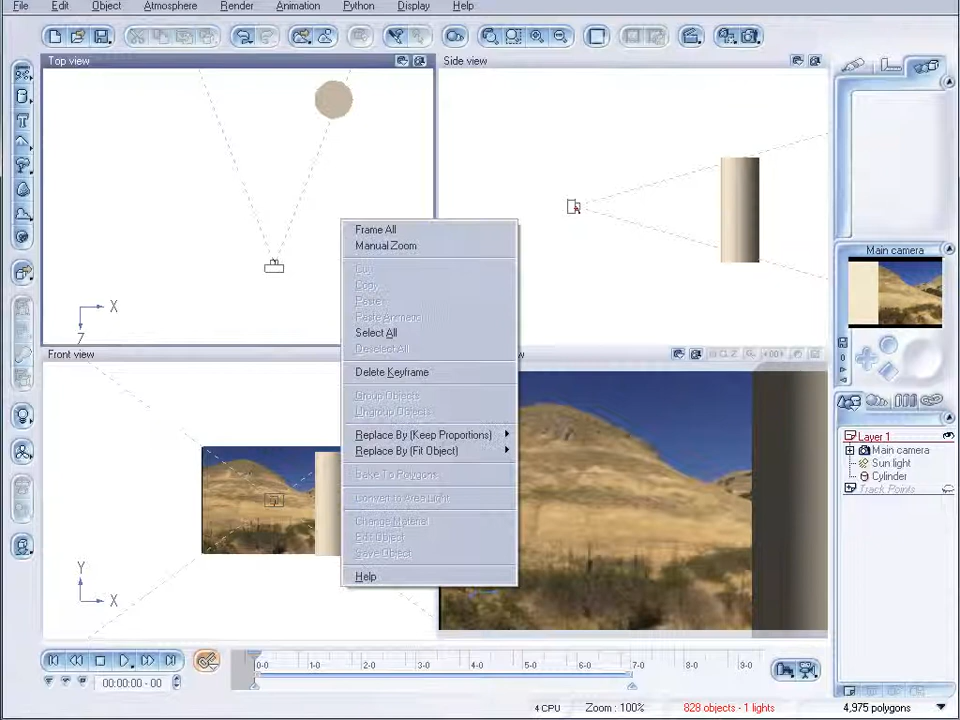 File Edit Object Atmosphere Render Animation Python Display Help
Top view
Side view
Main camera
Frame All
Manual Zoom
Cut
Copy
Paste
Paste Animation
Select All
Deselect All
Delete Keyframe
Group Objects
Ungroup Objects
Replace By (Keep Proportions)
Replace By (Fit Object)
Bake To Polygons
Convert to Area Light
Change Material
Edit Object
Save Object
Help
X
Z
Front view
Y
X
Layer 1
Main camera
Sun light
Cylinder
Track Points
00:00:00 - 00
0-0 1-0 2-0 3-0 4-0 5-0 6-0 7-0 8-0 9-0
4 CPU Zoom : 100% 828 objects - 1 lights 4,975 polygons